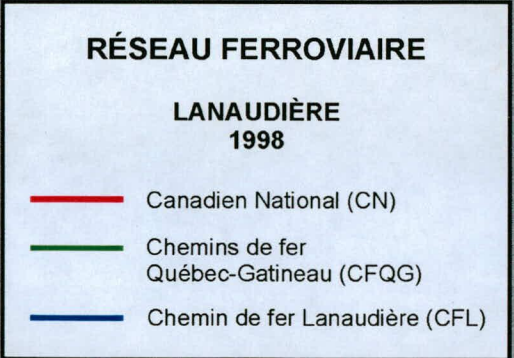 RÉSEAU FERROVIAIRE
LANAUDIÈRE
1998
Canadien National (CN)
Chemins de fer
Québec-Gatineau (CFQG)
Chemin de fer Lanaudière (CFL)